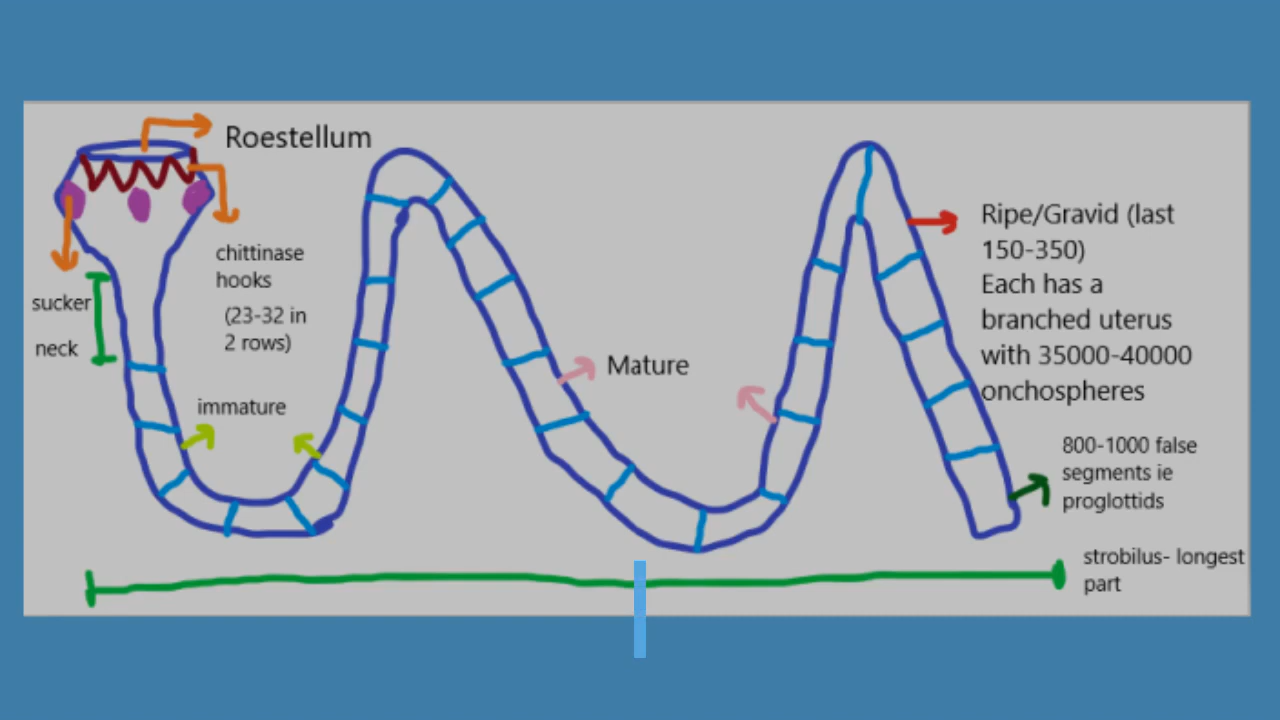 Roestellum
chittinase
hooks
(23-32 in
2 rows)
sucker
neck
immature
Mature
Ripe/Gravid (last
150-350)
Each has a
branched uterus
with 35000-40000
onchospheres
800-1000 false
segments ie
proglottids
strobilus- longest
part